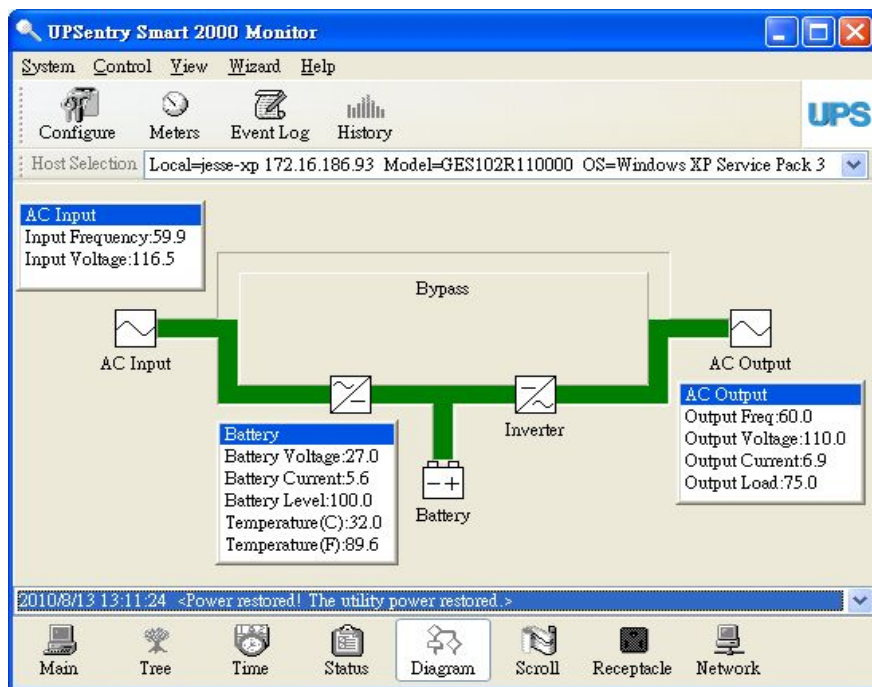 UPSentry Smart 2000 Monitor
System Control View Wizard Help
Configure Meters Event Log History
UPS
Host Selection Local=jesse-xp 172.16.186.93 Model=GES102R110000 OS=Windows XP Service Pack 3
AC Input
Input Frequency:59.9
Input Voltage:116.5
Bypass
AC Input
AC Output
AC Output
Output Freq:60.0
Output Voltage:110.0
Output Current:6.9
Output Load:75.0
Inverter
Battery
Battery Voltage:27.0
Battery Current:5.6
Battery Level:100.0
Temperature(C):32.0
Temperature(F):89.6
Battery
2010/8/13 13:11:24 <Power restored! The utility power restored.>
Main Tree Time Status Diagram Scroll Receptacle Network